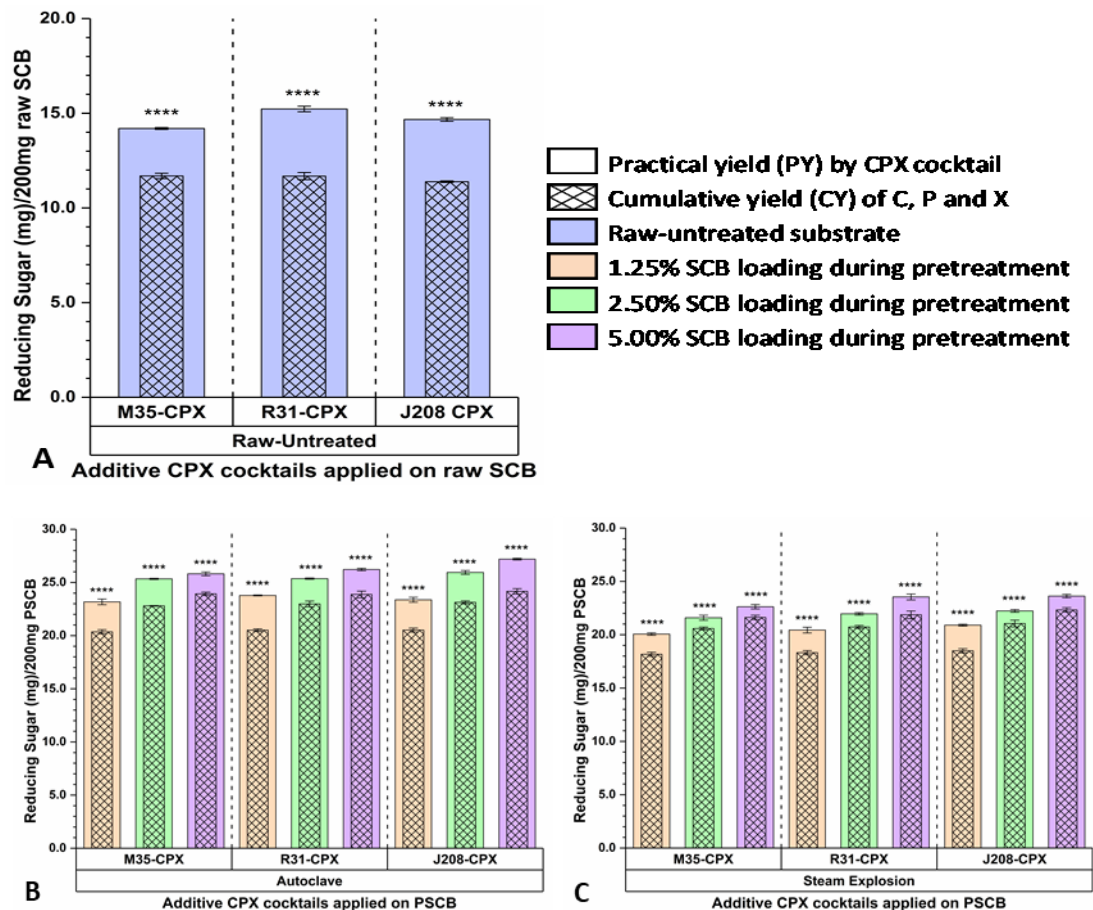 20.0
15.0
10.0
5.0
0.0
Reducing Sugar (mg)/200mg raw SCB
**** **** ****
M35-CPX R31-CPX J208 CPX
Raw-Untreated
A Additive CPX cocktails applied on raw SCB
Practical yield (PY) by CPX cocktail
Cumulative yield (CY) of C, P and X
Raw-untreated substrate
1.25% SCB loading during pretreatment
2.50% SCB loading during pretreatment
5.00% SCB loading during pretreatment
30.0
25.0
20.0
15.0
10.0
5.0
0.0
Reducing Sugar (mg)/200mg PSCB
**** **** **** **** **** **** **** **** ****
M35-CPX R31-CPX J208-CPX
Autoclave
B Additive CPX cocktails applied on PSCB
30.0
25.0
20.0
15.0
10.0
5.0
0.0
Reducing Sugar (mg)/200mg PSCB
**** **** **** **** **** **** **** **** ****
M35-CPX R31-CPX J208-CPX
Steam Explosion
C Additive CPX cocktails applied on PSCB